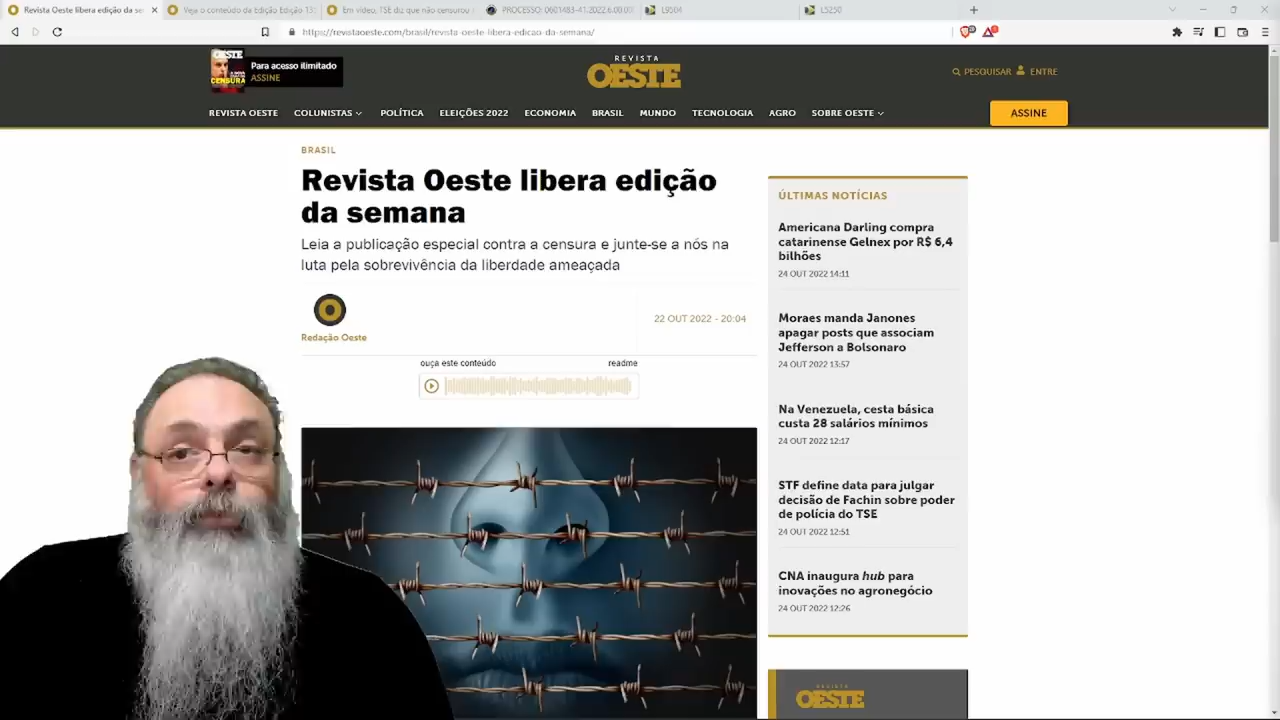 Revista Oeste libera edição da se
Veja o conteúdo da Edição Edição 13
Em vídeo, TSE diz que não censurou
PROCESSO: 0601483-41.2022.6.00.0
L9504
L5250
https://revistaoeste.com/brasil/revista-oeste-libera-edicao-da-semana/
OESTE
CENSURA
Para acesso ilimitado
ASSINE
REVISTA
OESTE
PESQUISAR
ENTRE
REVISTA OESTE COLUNISTAS POLÍTICA ELEIÇÕES 2022 ECONOMIA BRASIL MUNDO TECNOLOGIA AGRO SOBRE OESTE
ASSINE
BRASIL
Revista Oeste libera edição
da semana
Leia a publicação especial contra a censura e junte-se a nós na
luta pela sobrevivência da liberdade ameaçada
Redação Oeste
22 OUT 2022 - 20:04
ouça este conteúdo
readme
ÚLTIMAS NOTÍCIAS
Americana Darling compra
catarinense Gelnex por R$ 6,4
bilhões
24 OUT 2022 14:11
Moraes manda Janones
apagar posts que associam
Jefferson a Bolsonaro
24 OUT 2022 13:57
Na Venezuela, cesta básica
custa 28 salários mínimos
24 OUT 2022 12:17
STF define data para julgar
decisão de Fachin sobre poder
de polícia do TSE
24 OUT 2022 12:51
CNA inaugura hub para
inovações no agronegócio
24 OUT 2022 12:26
REVISTA
OESTE